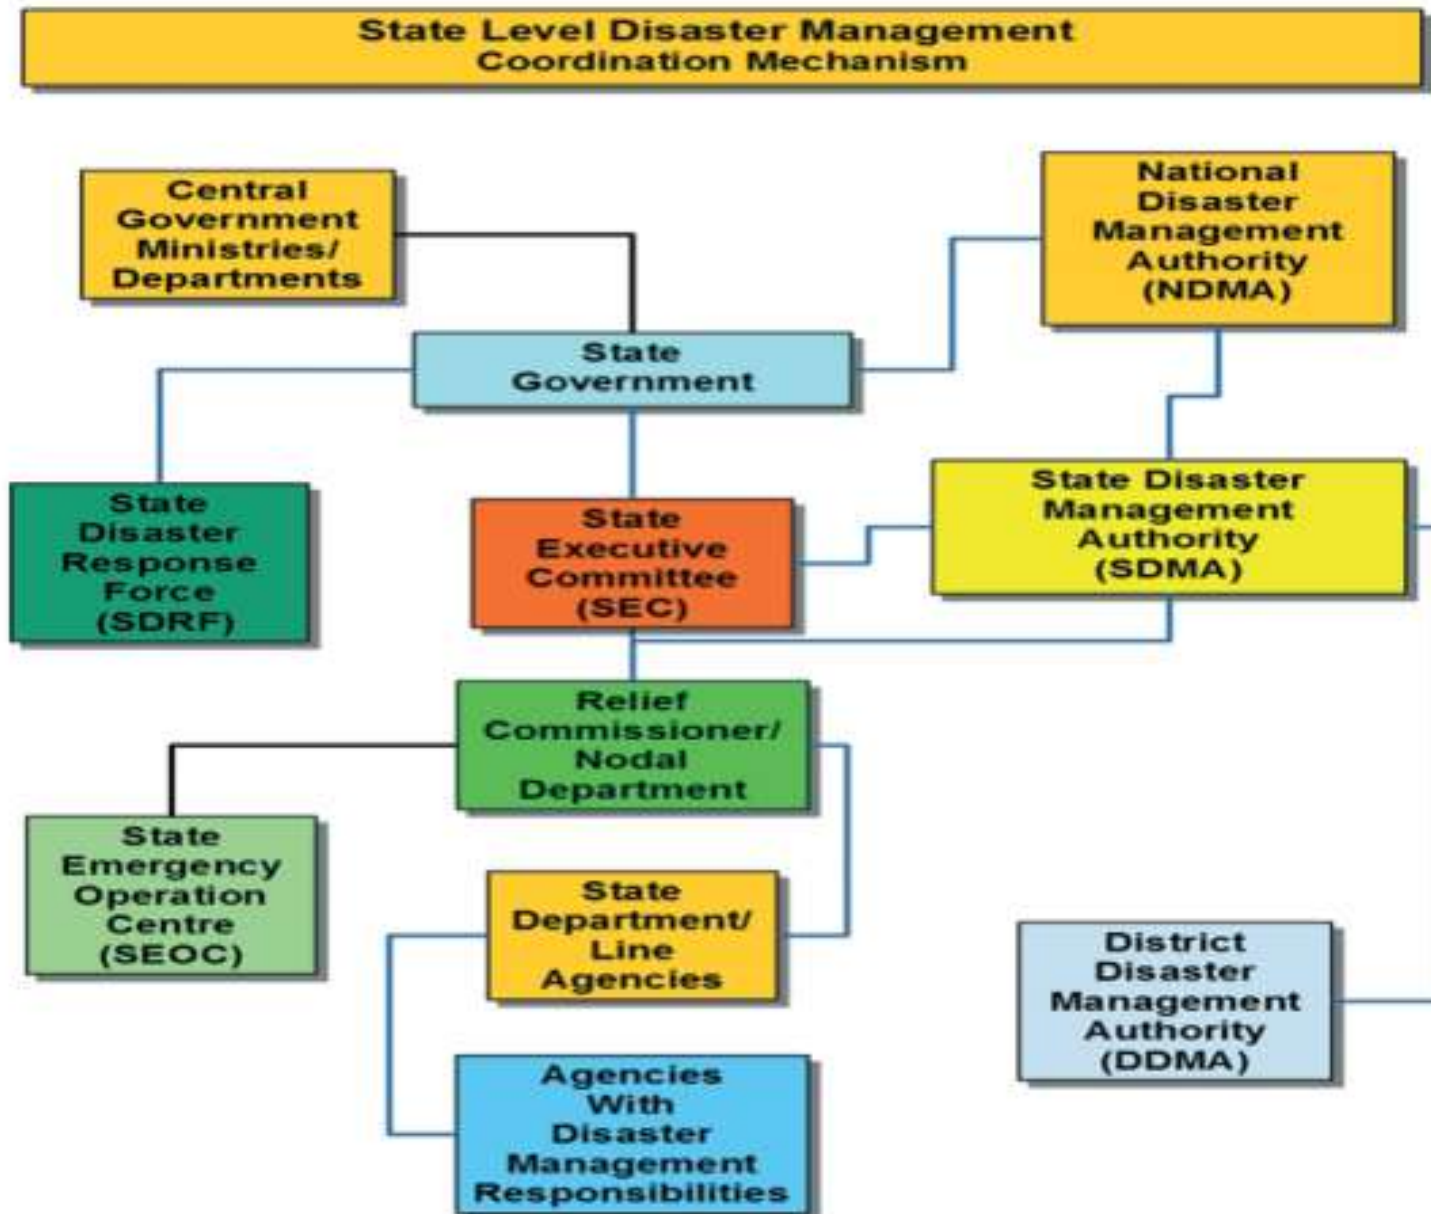 State Level Disaster Management
Coordination Mechanism
Central
Government
Ministries/
Departments
National
Disaster
Management
Authority
(NDMA)
State
Government
State
Disaster
Response
Force
(SDRF)
State
Executive
Committee
(SEC)
State Disaster
Management
Authority
(SDMA)
Relief
Commissioner/
Nodal
Department
State
Emergency
Operation
Centre
(SEOC)
State
Department/
Line
Agencies
District
Disaster
Management
Authority
(DDMA)
Agencies
With
Disaster
Management
Responsibilities